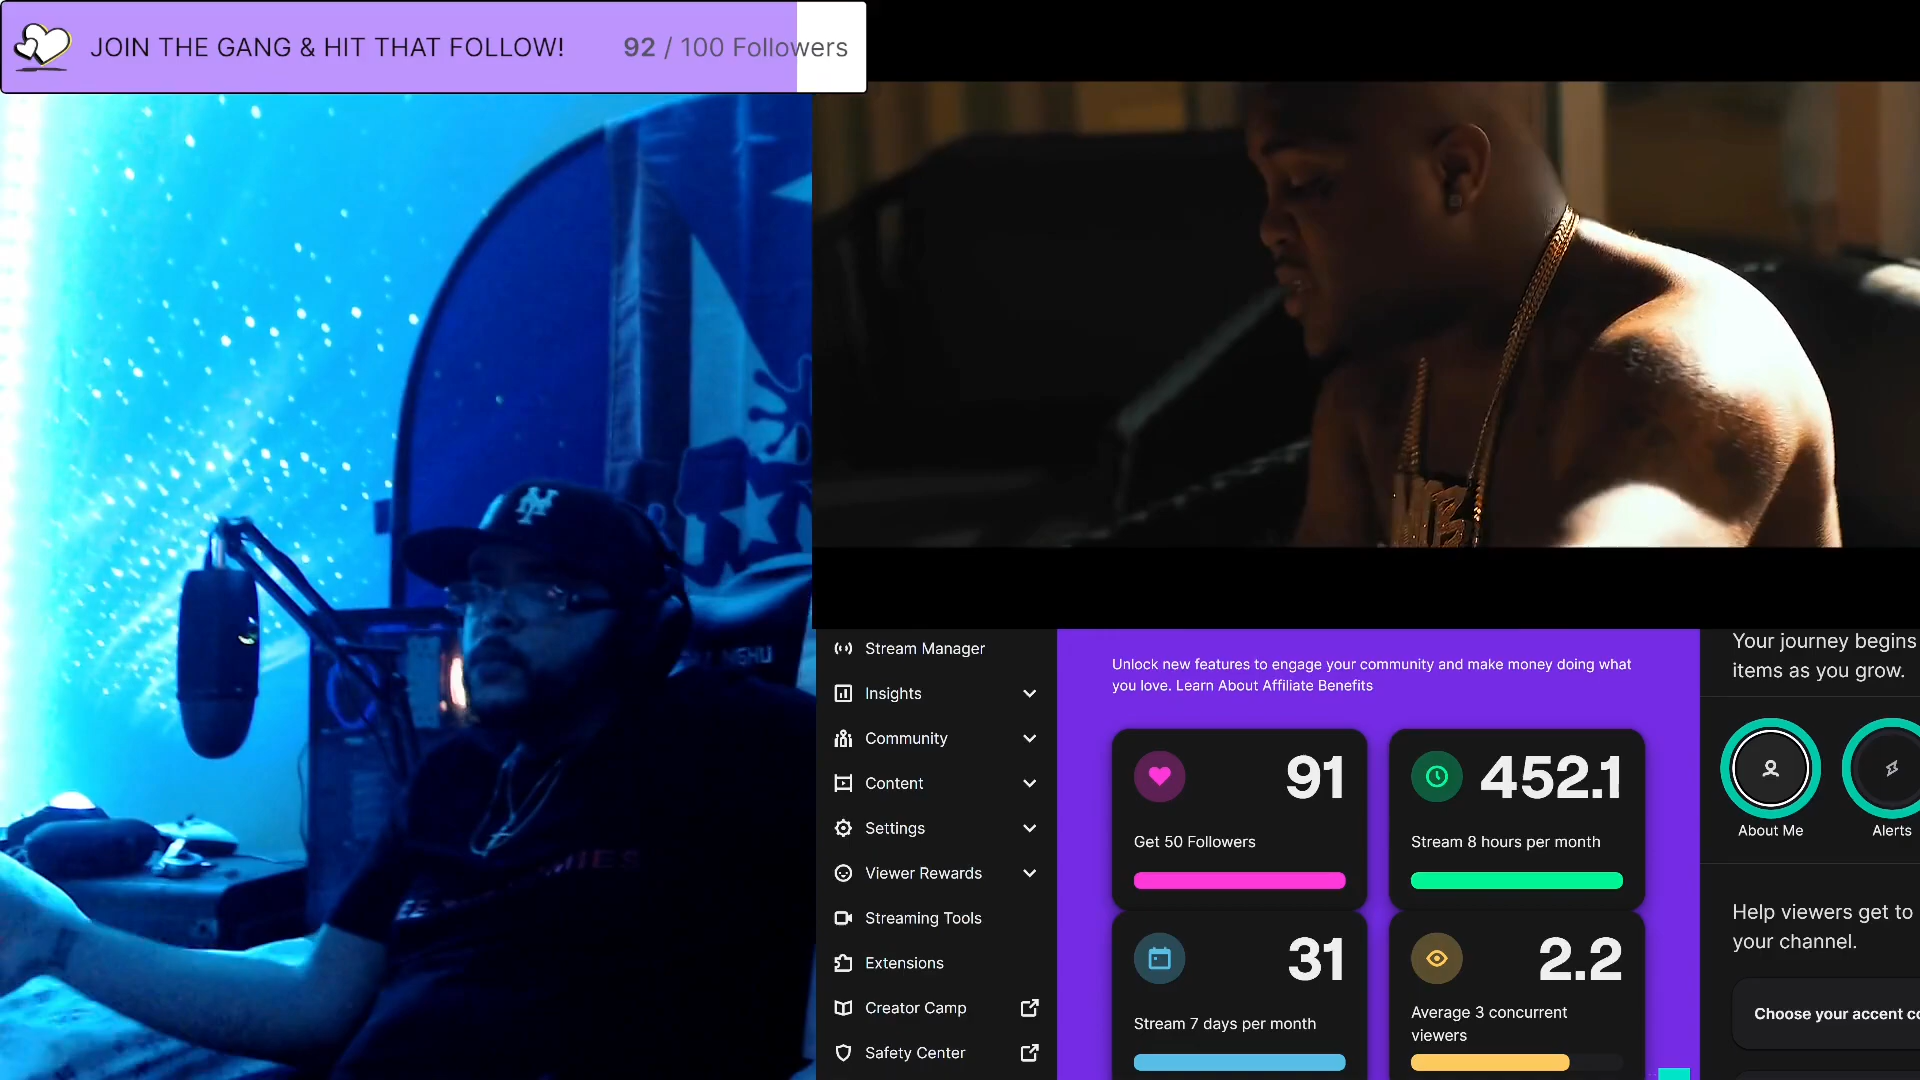 JOIN THE GANG & HIT THAT FOLLOW!
92 / 100 Followers
NY
Stream Manager
Insights
Community
Content
Settings
Viewer Rewards
Streaming Tools
Extensions
Creator Camp
Safety Center
Unlock new features to engage your community and make money doing what
you love. Learn About Affiliate Benefits
91
Get 50 Followers
452.1
Stream 8 hours per month
31
Stream 7 days per month
2.2
Average 3 concurrent
viewers
Your journey begins
items as you grow.
About Me
Alerts
Help viewers get to
your channel.
Choose your accent co